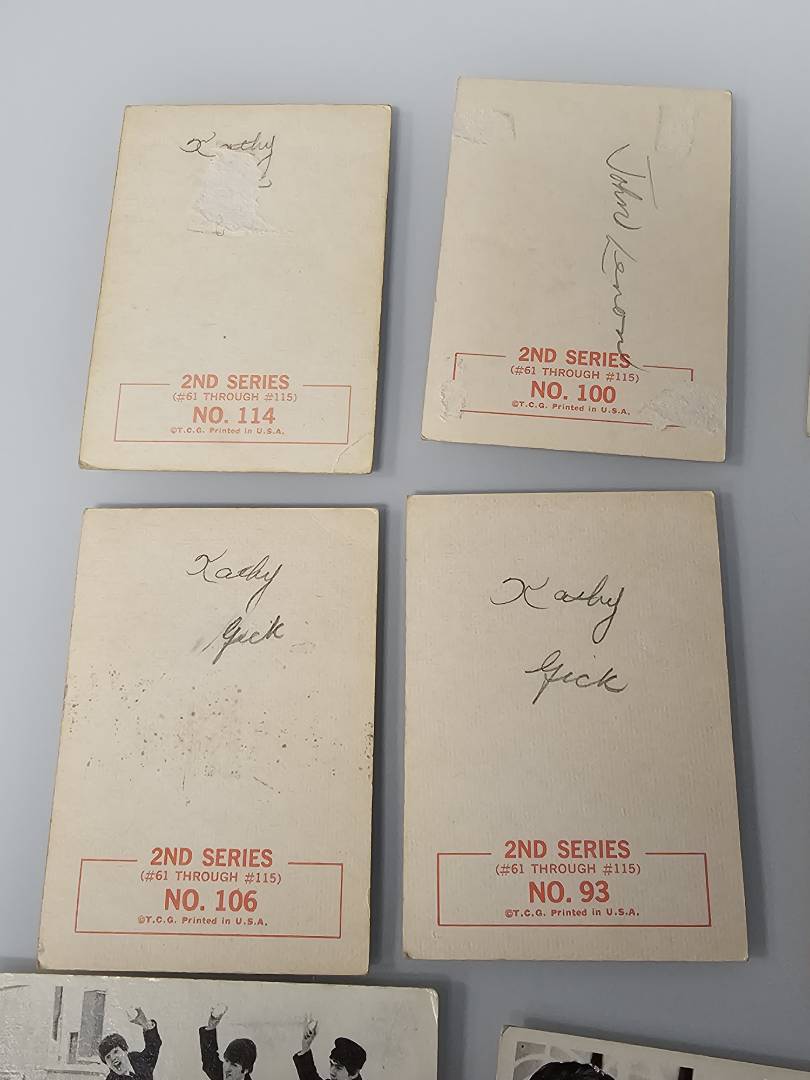 Kathy
2ND SERIES
(#61 THROUGH #115)
NO. 114
©T.C.G. Printed in U.S.A.
John Lenon
2ND SERIES
(#61 THROUGH #115)
NO. 100
©T.C.G. Printed in U.S.A.
Kathy
Gick
2ND SERIES
(#61 THROUGH #115)
NO. 106
©T.C.G. Printed in U.S.A.
Kathy
Gick
2ND SERIES
(#61 THROUGH #115)
NO. 93
©T.C.G. Printed in U.S.A.